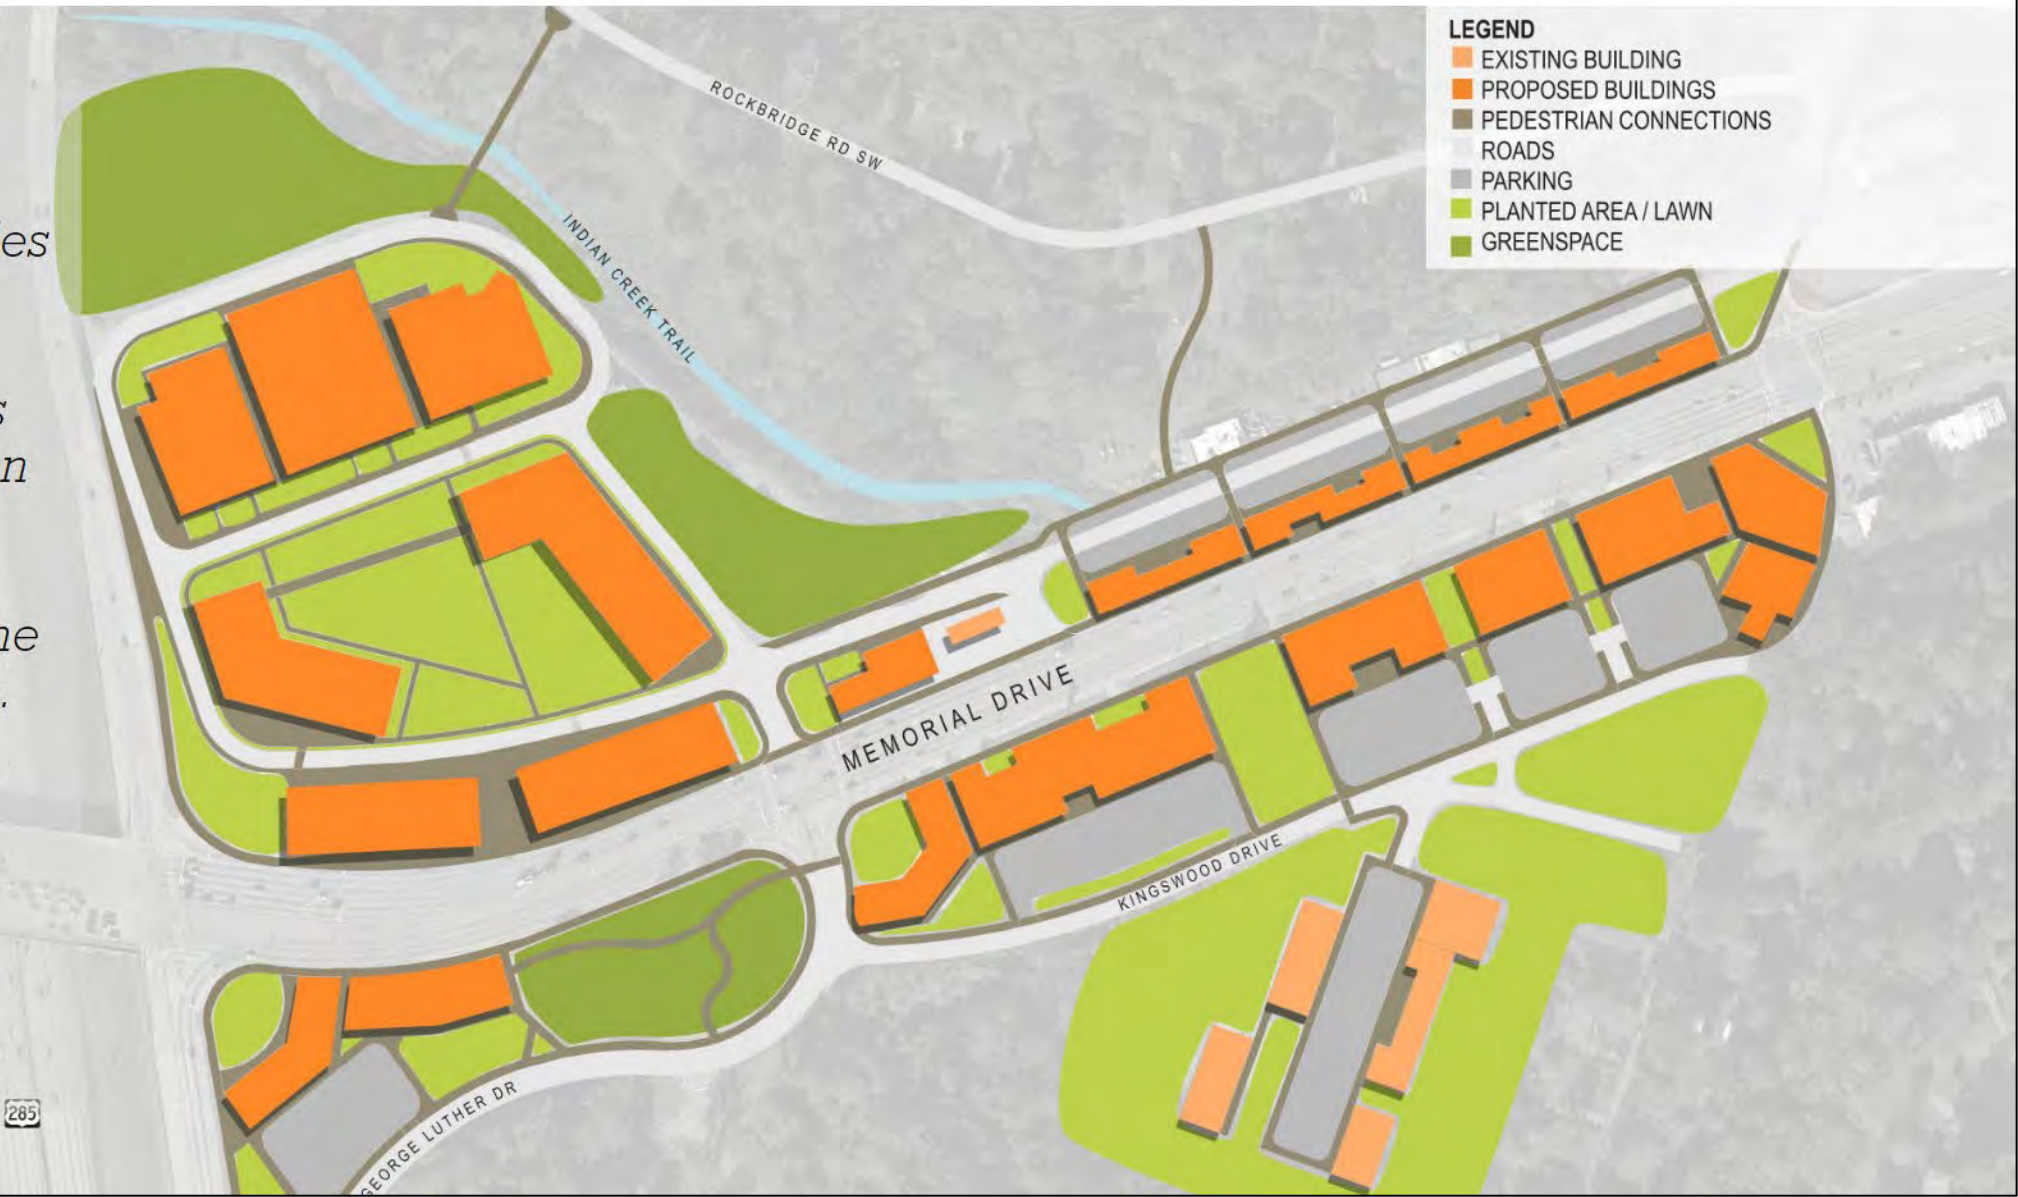 LEGEND
EXISTING BUILDING
PROPOSED BUILDINGS
PEDESTRIAN CONNECTIONS
ROADS
PARKING
PLANTED AREA / LAWN
GREENSPACE
ROCKBRIDGE RD SW
INDIAN CREEK TRAIL
MEMORIAL DRIVE
KINGSWOOD DRIVE
GEORGE LUTHER DR
285